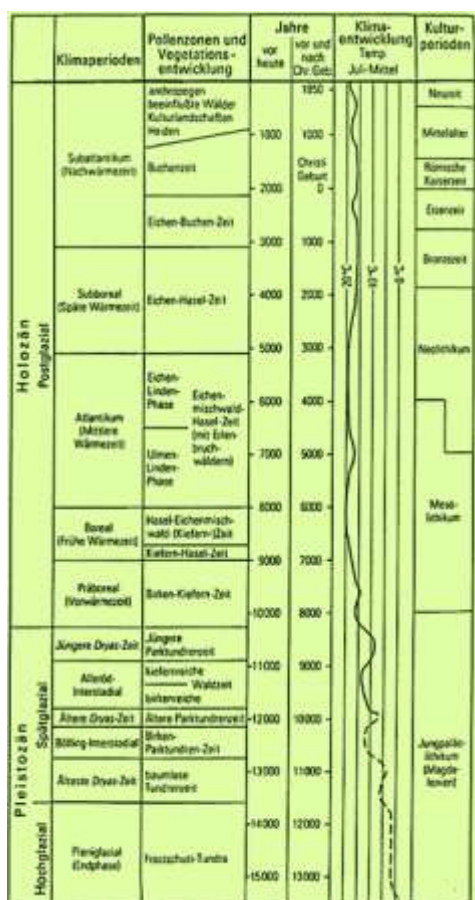 Klimaperioden
Pollenzonen und
Vegetations-
entwicklung
Jahre
vor
heute
vor und
nach
Chr. Geb.
Klima-
entwicklung
Temp.
Juli-Mittel
Kultur-
perioden
Holozän
Postglazial
Pleistozän
Spätglazial
Hochglazial
Subatlantikum
(Nachwärmezeit)
Subboreal
(Späte Wärmezeit)
Atlantikum
(Mittlere
Wärmezeit)
Boreal
(Frühe Wärmezeit)
Präboreal
(Vorwärmezeit)
Jüngere Dryas-Zeit
Alleröd-
Interstadial
Ältere Dryas-Zeit
Bölling-Interstadial
Älteste Dryas-Zeit
Pleniglazial
(Endphase)
anthropogen
beeinflußte Wälder
Kulturlandschaften
Heiden
Buchenzeit
Eichen-Buchen-Zeit
Eichen-Hasel-Zeit
Eichen-
Linden-
Phase
Ulmen-
Linden-
Phase
Eichen-
mischwald-
Hasel-Zeit
(mit Erlen-
bruch-
wäldern)
Hasel-Eichenmisch-
wald (Kiefern-)Zeit
Kiefern-Hasel-Zeit
Birken-Kiefern-Zeit
Jüngere
Parktundrenzeit
kiefernreiche
Waldzeit
birkenreiche
Ältere Parktundrenzeit
Birken-
Parktundren-Zeit
baumlose
Tundrenzeit
Frostschutt-Tundra
1000
2000
3000
4000
5000
6000
7000
8000
9000
10000
11000
12000
13000
14000
15000
1950
1000
Christi
Geburt
0
1000
2000
3000
4000
5000
6000
7000
8000
9000
10000
11000
12000
13000
Neuzeit
Mittelalter
Römische
Kaiserzeit
Eisenzeit
Bronzezeit
Neolithikum
Meso-
lithikum
Jungpaläo-
lithikum
(Magda-
lénien)